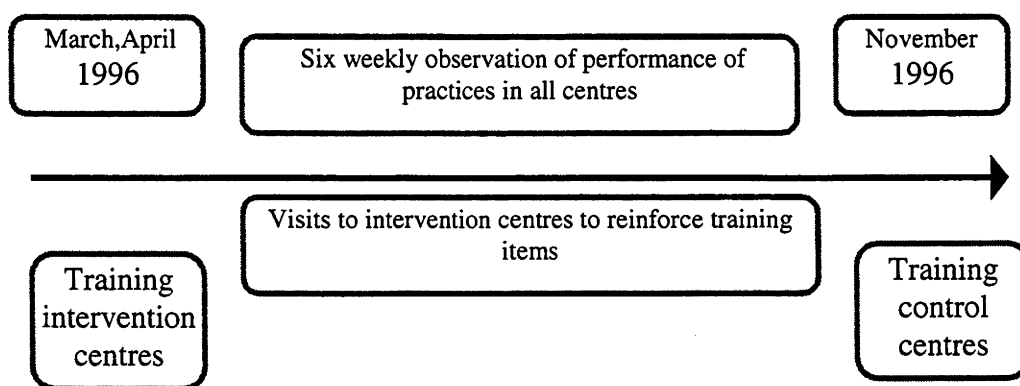 March,April
1996
Six weekly observation of performance of
practices in all centres
November
1996
Visits to intervention centres to reinforce training
items
Training
intervention
centres
Training
control
centres